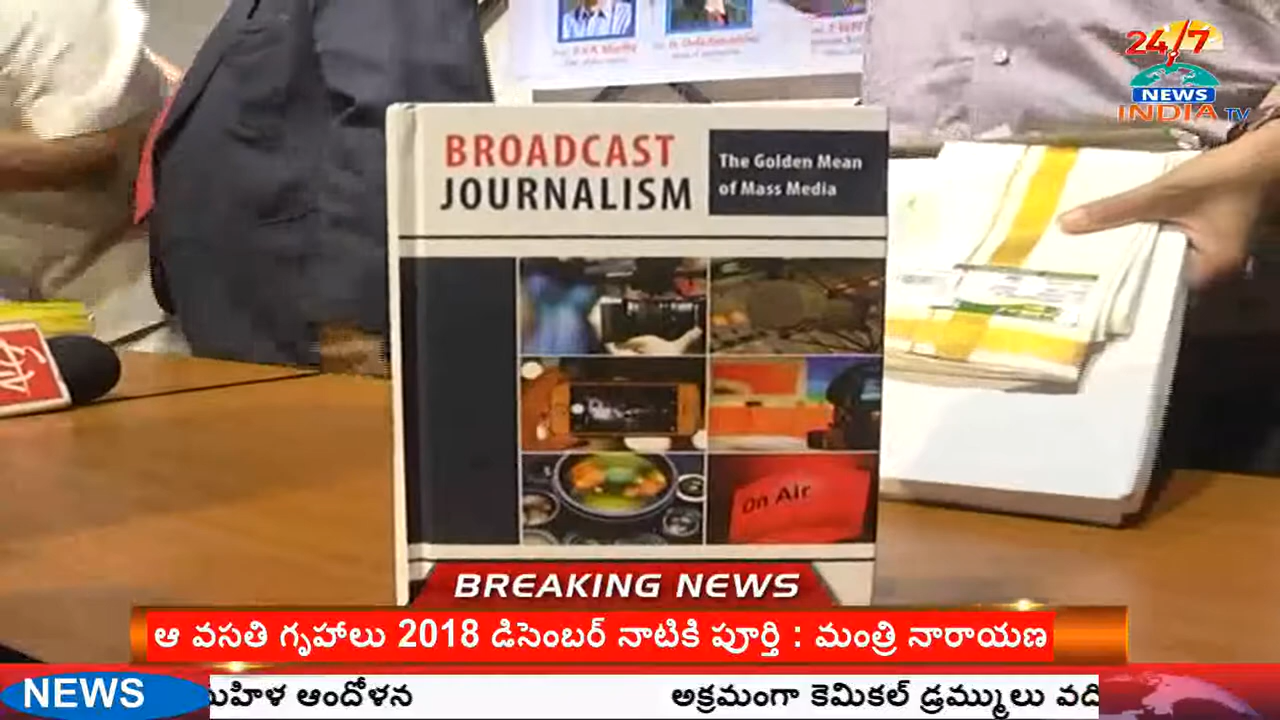 24/7
NEWS
INDIA TV
BROADCAST
JOURNALISM
The Golden Mean
of Mass Media
On Air
BREAKING NEWS
ఆ వసతి గృహాలు 2018 డిసెంబర్ నాటికి పూర్తి : మంత్రి నారాయణ
NEWS
మహిళ ఆందోళన అక్రమంగా కెమికల్ డ్రమ్ములు